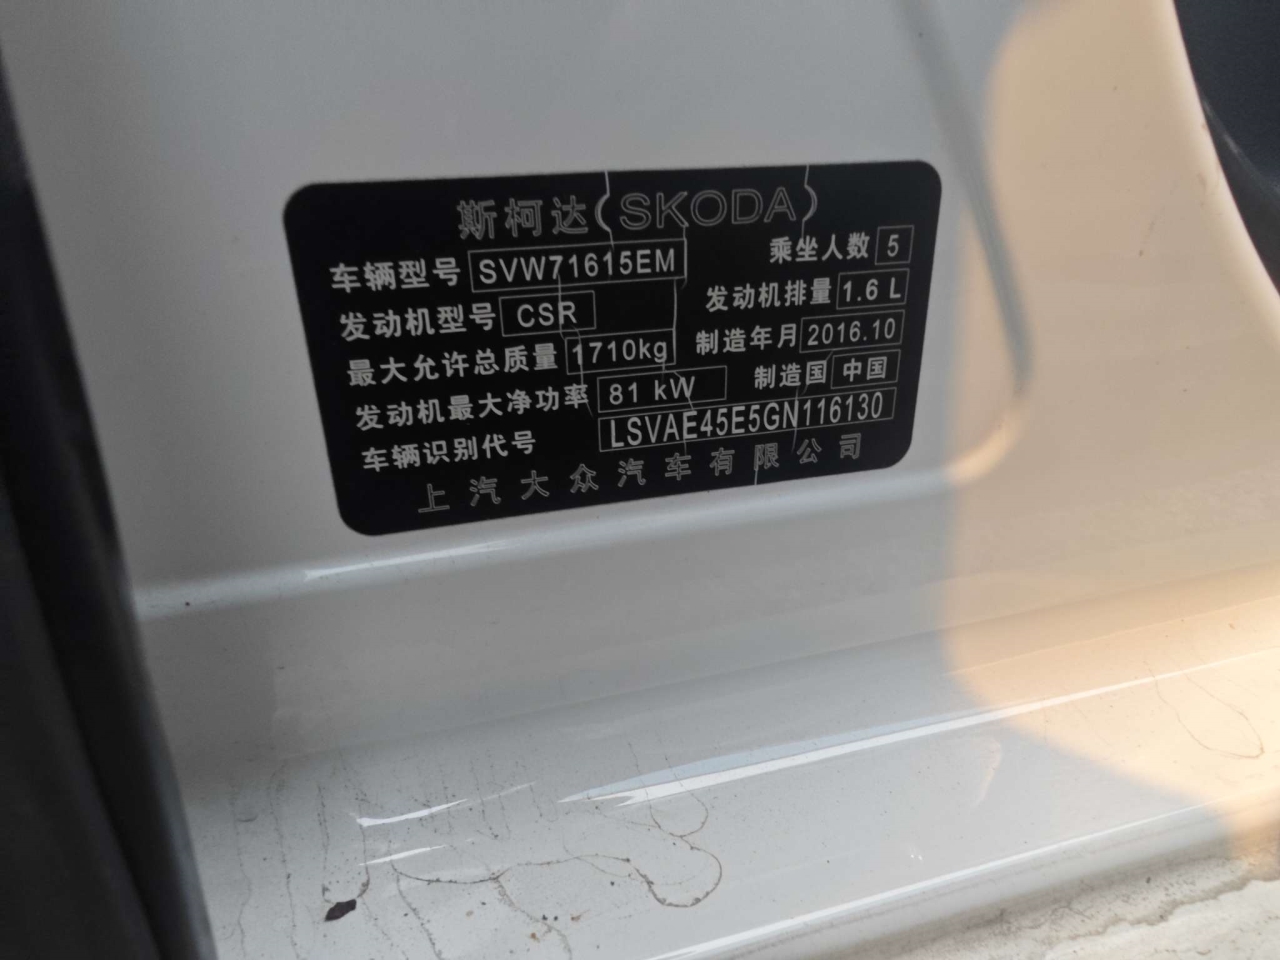 斯柯达(SKODA)
车辆型号 SVW71615EM 乘坐人数 5
发动机型号 CSR 发动机排量 1.6 L
最大允许总质量 1710kg 制造年月 2016.10
发动机最大净功率 81 kW 制造国 中国
车辆识别代号 LSVAE45E5GN116130
上汽大众汽车有限公司